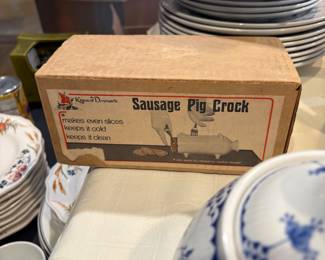 Sausage Pig Crock
makes even slices
keeps it cold
keeps it clean